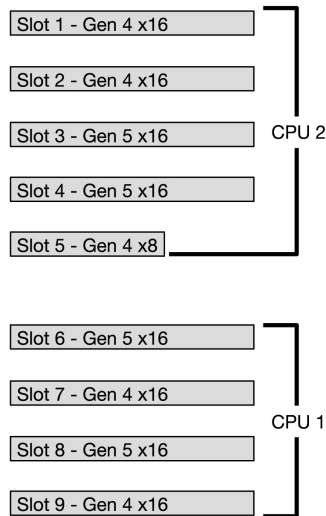 Slot 1 - Gen 4 x16
Slot 2 - Gen 4 x16
Slot 3 - Gen 5 x16
CPU 2
Slot 4 - Gen 5 x16
Slot 5 - Gen 4 x8
Slot 6 - Gen 5 x16
Slot 7 - Gen 4 x16
CPU 1
Slot 8 - Gen 5 x16
Slot 9 - Gen 4 x16